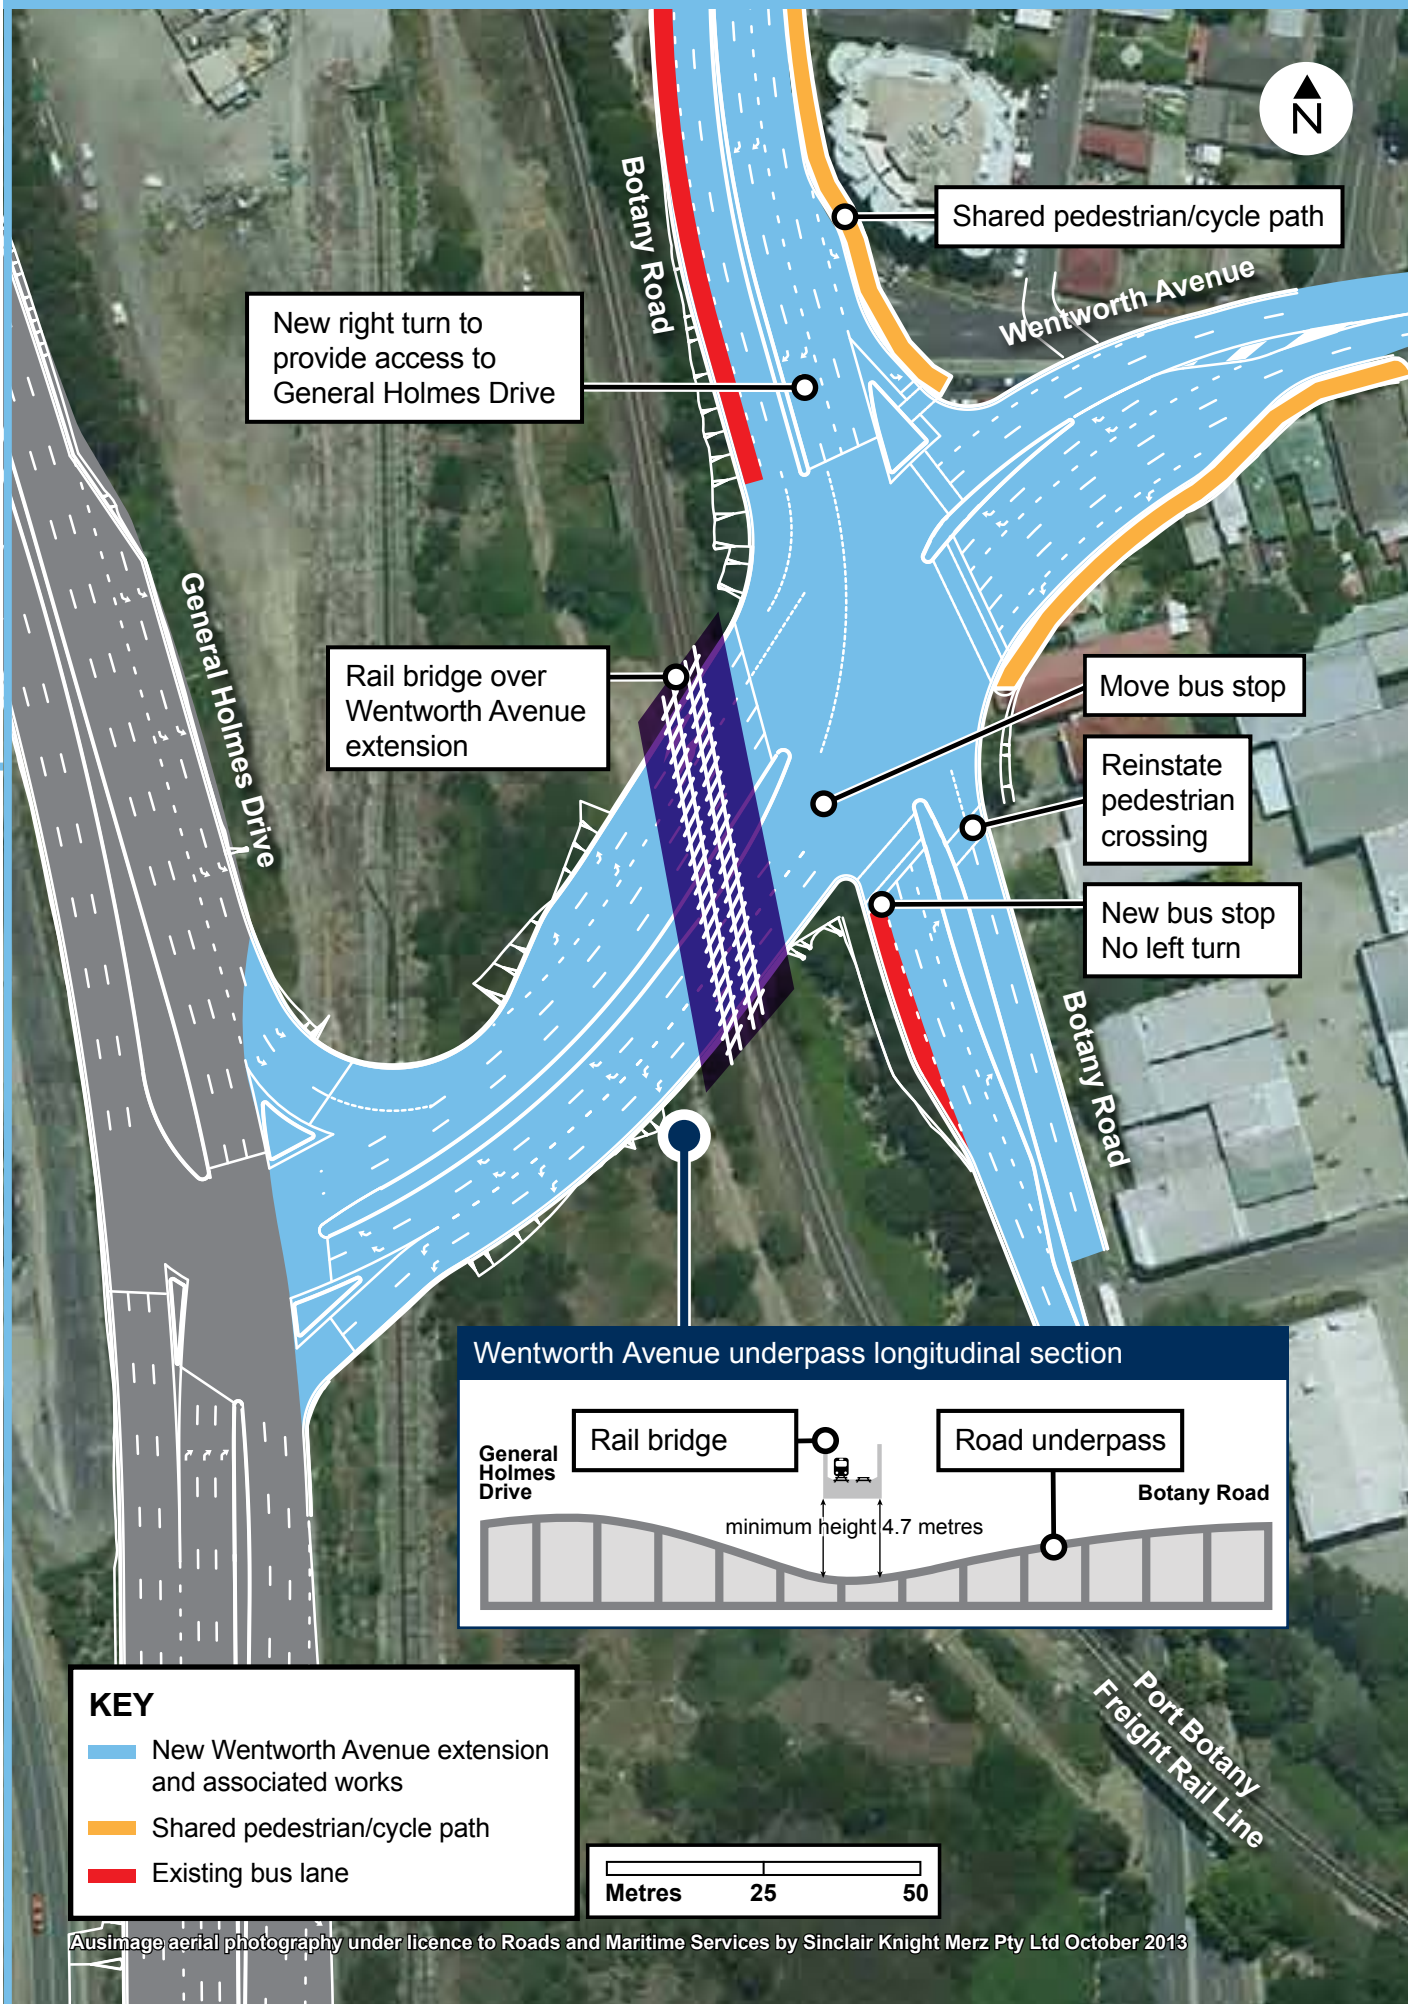 N
Botany Road
Shared pedestrian/cycle path
Wentworth Avenue
New right turn to
provide access to
General Holmes Drive
General Holmes Drive
Rail bridge over
Wentworth Avenue
extension
Move bus stop
Reinstate
pedestrian
crossing
New bus stop
No left turn
Botany Road
Wentworth Avenue underpass longitudinal section
Rail bridge
Road underpass
General
Holmes
Drive
Botany Road
minimum height 4.7 metres
Port Botany
Freight Rail Line
KEY
New Wentworth Avenue extension
and associated works
Shared pedestrian/cycle path
Existing bus lane
Metres 25 50
Ausimage aerial photography under licence to Roads and Maritime Services by Sinclair Knight Merz Pty Ltd October 2013